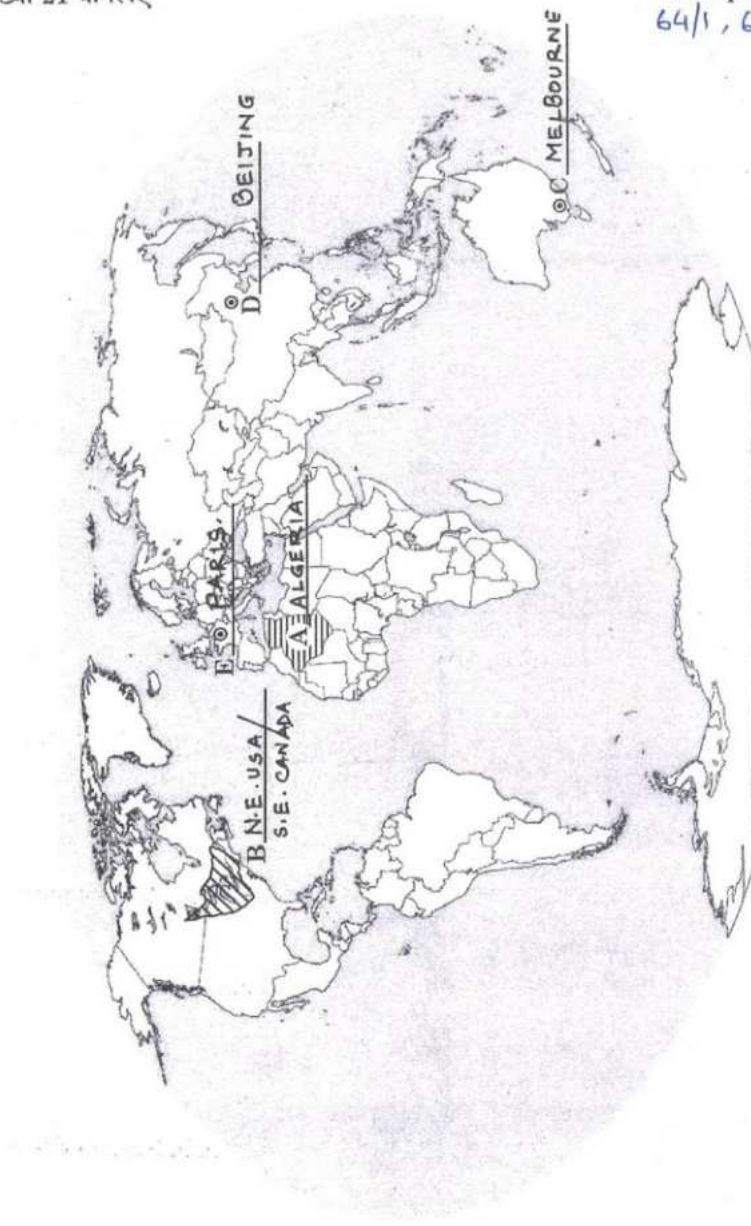 64/1, 6
D
BEIJING
C MELBOURNE
E
PARIS.
A
ALGERIA
B N.E. USA/
S.E. CANADA